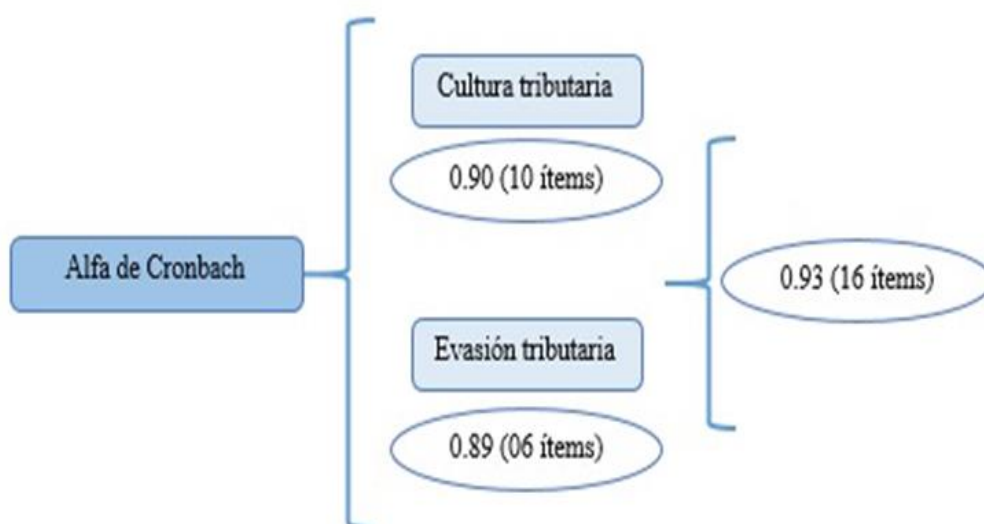 Cultura tributaria
0.90 (10 ítems)
Alfa de Cronbach
0.93 (16 ítems)
Evasión tributaria
0.89 (06 ítems)